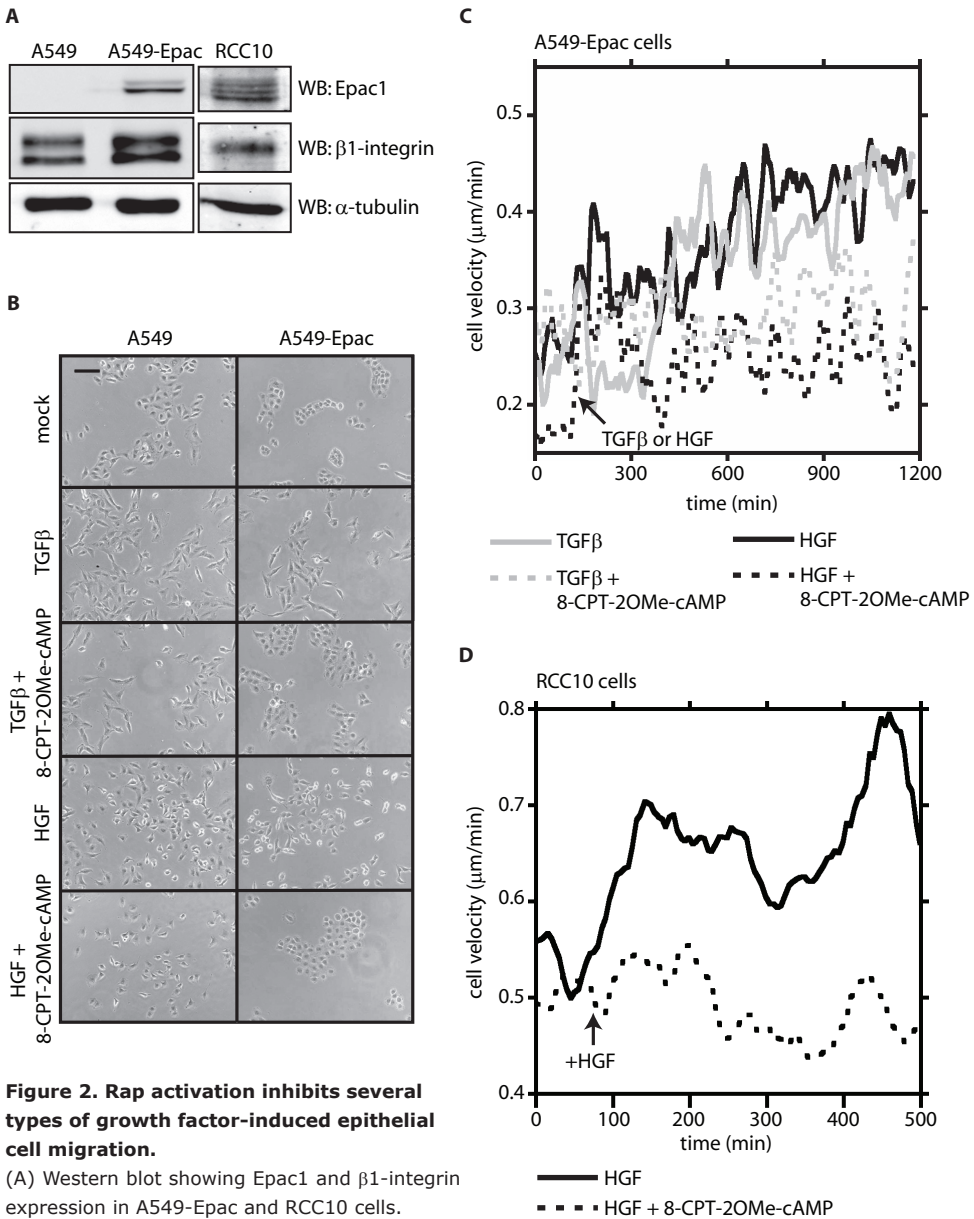 A
A549 A549-Epac RCC10
WB: Epac1
WB: β1-integrin
WB: α-tubulin
B
A549 A549-Epac
mock
TGFβ
TGFβ +
8-CPT-2OMe-cAMP
HGF
HGF +
8-CPT-2OMe-cAMP
C
A549-Epac cells
cell velocity (μm/min)
0.5
0.4
0.3
0.2
TGFβ or HGF
0 300 600 900 1200
time (min)
TGFβ HGF
TGFβ + HGF +
8-CPT-2OMe-cAMP 8-CPT-2OMe-cAMP
D
RCC10 cells
cell velocity (μm/min)
0.8
0.7
0.6
0.5
0.4
+HGF
0 100 200 300 400 500
time (min)
HGF
HGF + 8-CPT-2OMe-cAMP
Figure 2. Rap activation inhibits several
types of growth factor-induced epithelial
cell migration.
(A) Western blot showing Epac1 and β1-integrin
expression in A549-Epac and RCC10 cells.